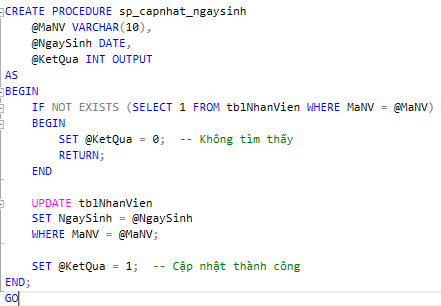 CREATE PROCEDURE sp_capnhat_ngaysinh
    @MaNV VARCHAR(10),
    @NgaySinh DATE,
    @KetQua INT OUTPUT
AS
BEGIN
    IF NOT EXISTS (SELECT 1 FROM tblNhanVien WHERE MaNV = @MaNV)
    BEGIN
        SET @KetQua = 0;  -- Không tìm thấy
        RETURN;
    END

    UPDATE tblNhanVien
    SET NgaySinh = @NgaySinh
    WHERE MaNV = @MaNV;

    SET @KetQua = 1;  -- Cập nhật thành công
END;
GO